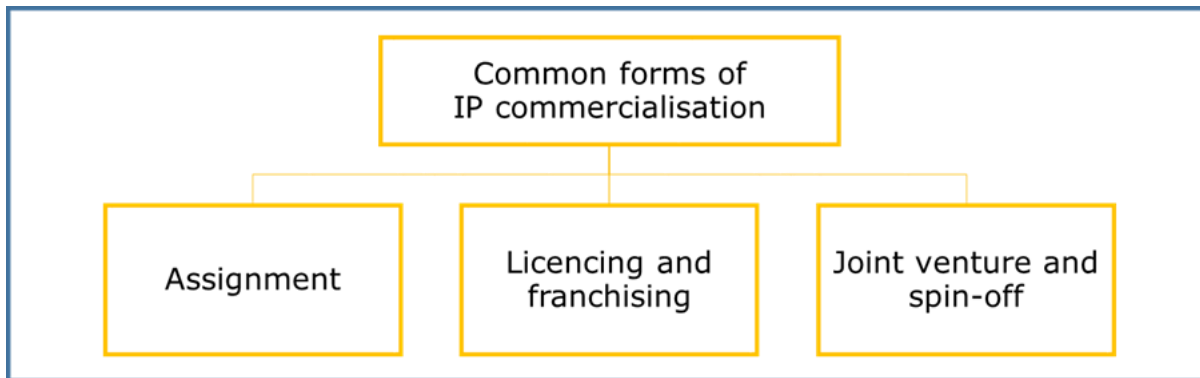 Common forms of
IP commercialisation
Assignment
Licencing and
franchising
Joint venture and
spin-off